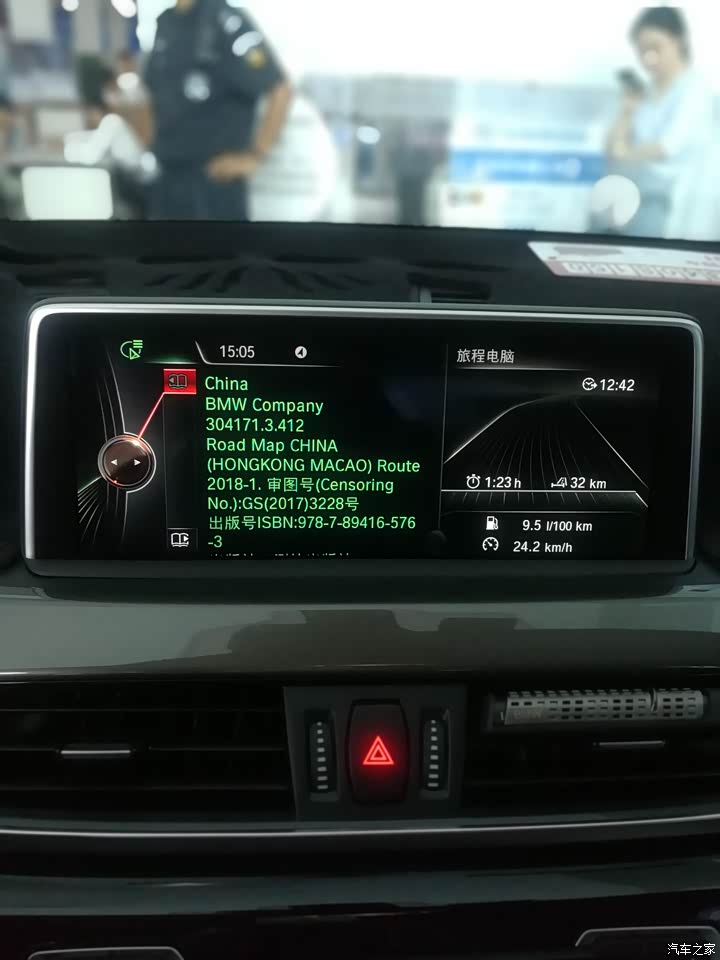 15:05
旅程电脑
China
BMW Company
304171.3.412
Road Map CHINA
(HONGKONG MACAO) Route
2018-1. 审图号(Censoring
No.):GS(2017)3228号
出版号ISBN:978-7-89416-576
-3
12:42
1:23 h
32 km
9.5 l/100 km
24.2 km/h
汽车之家